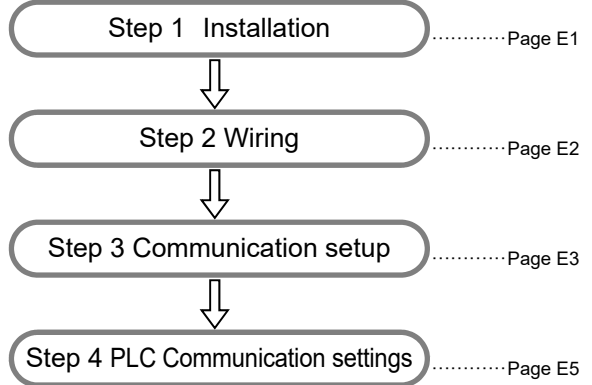 Step 1 Installation ············Page E1
Step 2 Wiring ············Page E2
Step 3 Communication setup ············Page E3
Step 4 PLC Communication settings ············Page E5